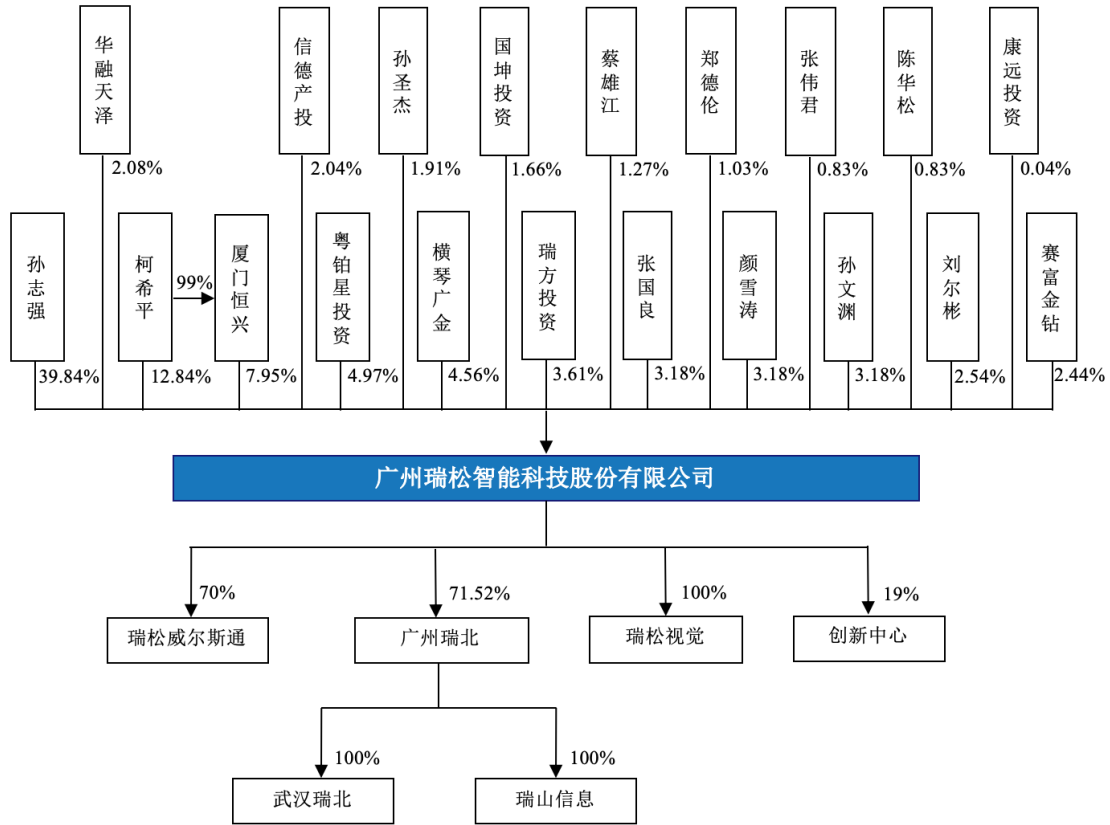 华融天泽
信德产投
孙圣杰
国坤投资
蔡雄江
郑德伦
张伟君
陈华松
康远投资
2.08%
2.04%
1.91%
1.66%
1.27%
1.03%
0.83%
0.83%
0.04%
孙志强
柯希平
99%
厦门恒兴
粤铂星投资
横琴广金
瑞方投资
张国良
颜雪涛
孙文渊
刘尔彬
赛富金钻
39.84%
12.84%
7.95%
4.97%
4.56%
3.61%
3.18%
3.18%
3.18%
2.54%
2.44%
广州瑞松智能科技股份有限公司
70%
71.52%
100%
19%
瑞松威尔斯通
广州瑞北
瑞松视觉
创新中心
100%
100%
武汉瑞北
瑞山信息